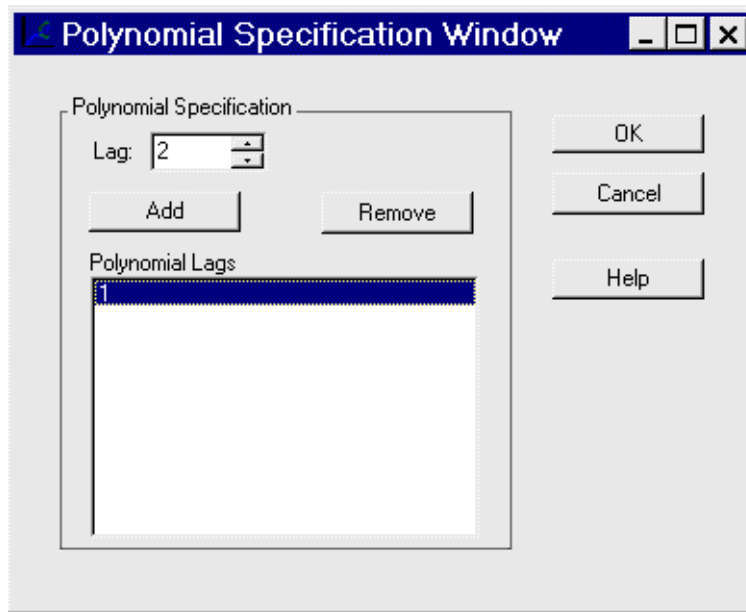 Polynomial Specification Window
Polynomial Specification
Lag: 2
OK
Add
Remove
Cancel
Polynomial Lags
1
Help